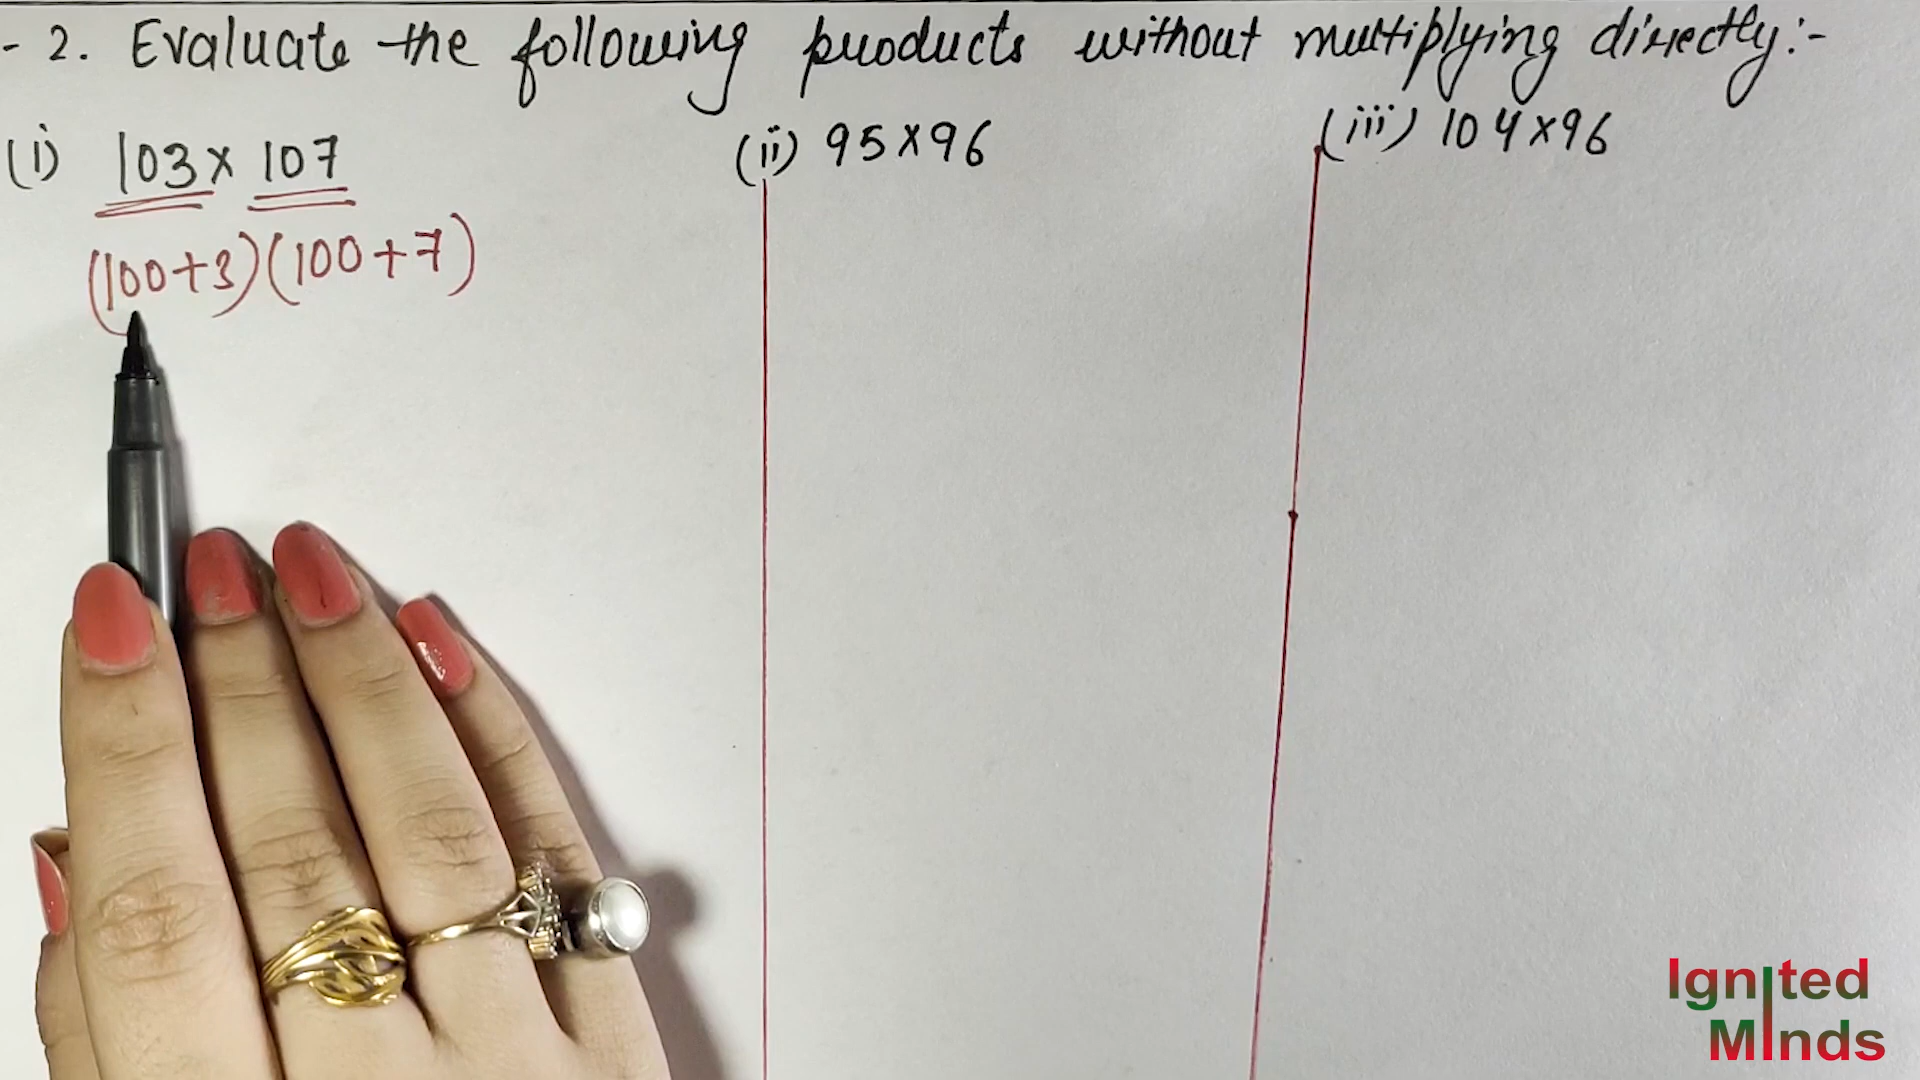 - 2. Evaluate the following products without multiplying directly:-
(i) 103 x 107
(ii) 95 x 96
(iii) 104 x 96
(100+3)(100+7)
Ignited
Minds